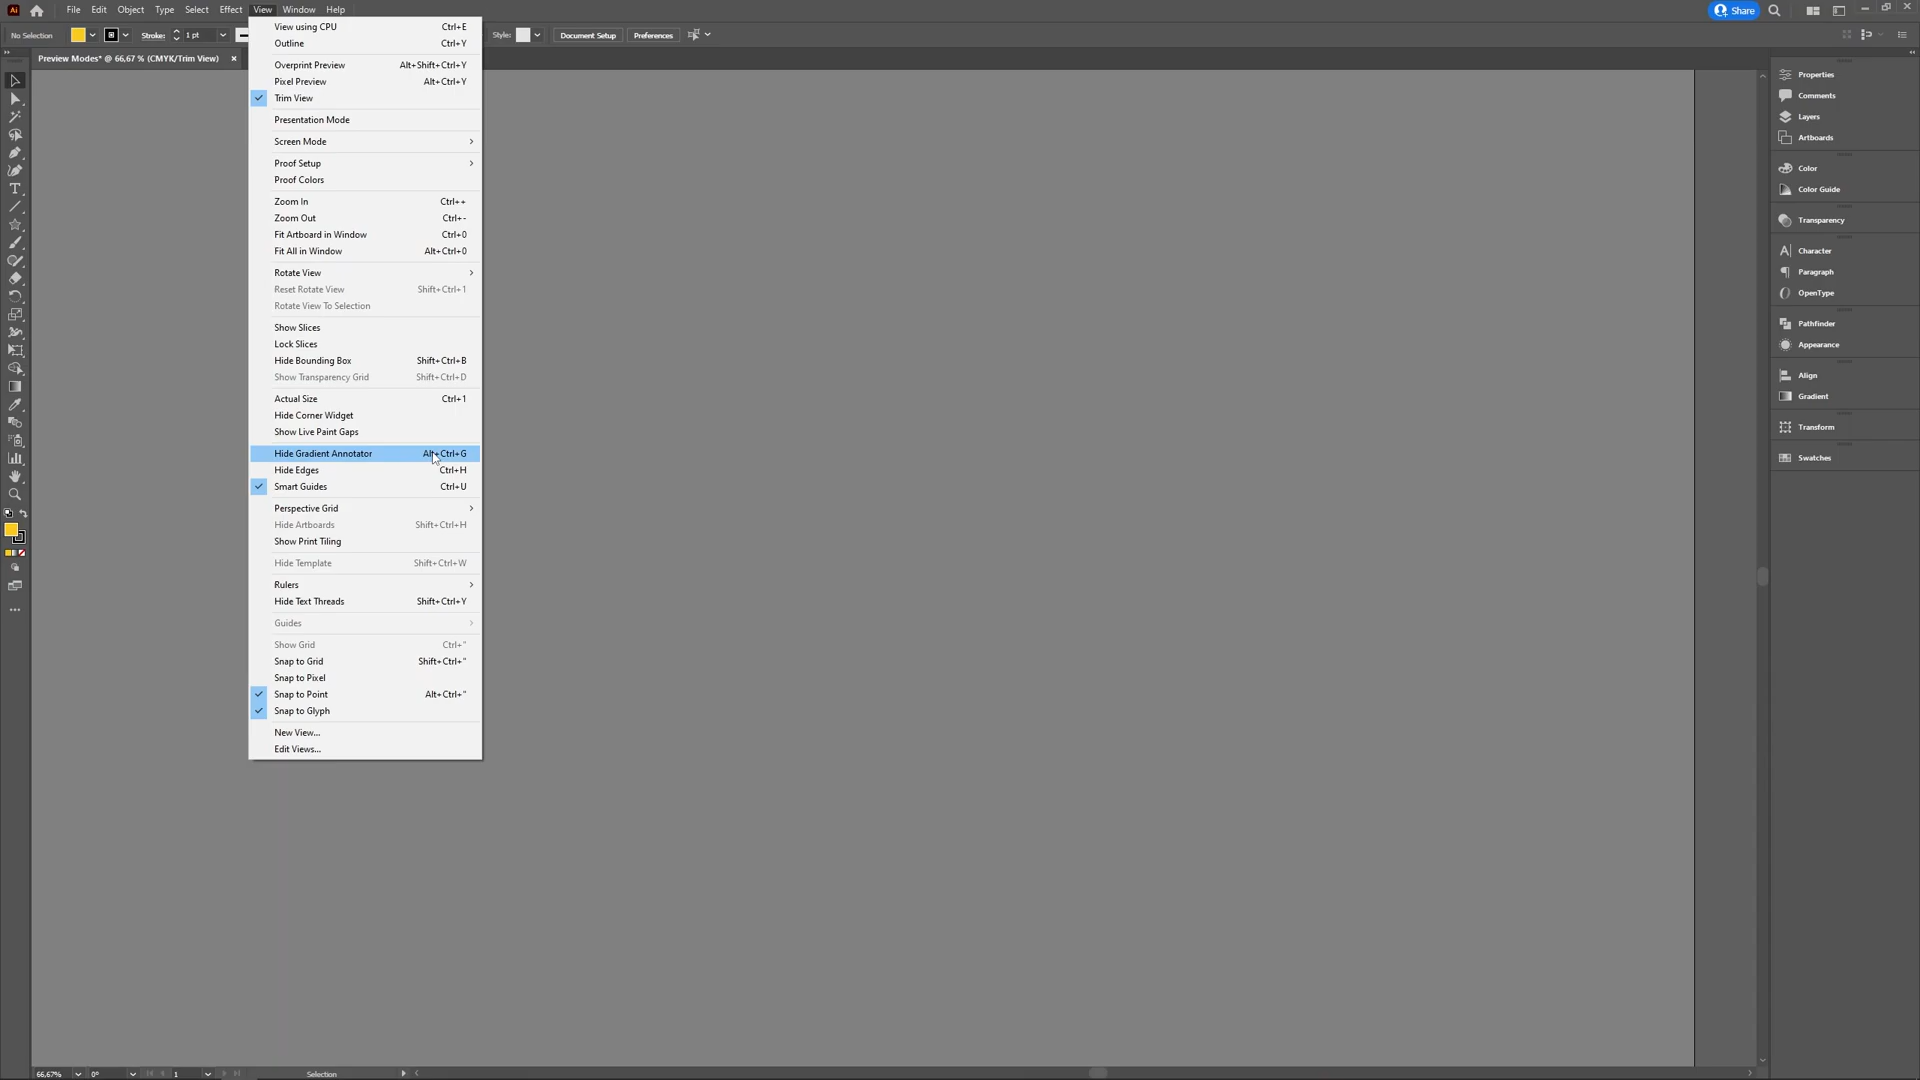 Ai File Edit Object Type Select Effect View Window Help Share
No Selection Stroke: 1 pt Style: Document Setup Preferences
Preview Modes* @ 66,67 % (CMYK/Trim View) ×
View using CPU Ctrl+E
Outline Ctrl+Y
Overprint Preview Alt+Shift+Ctrl+Y
Pixel Preview Alt+Ctrl+Y
Trim View
Presentation Mode
Screen Mode
Proof Setup
Proof Colors
Zoom In Ctrl++
Zoom Out Ctrl+-
Fit Artboard in Window Ctrl+0
Fit All in Window Alt+Ctrl+0
Rotate View
Reset Rotate View Shift+Ctrl+1
Rotate View To Selection
Show Slices
Lock Slices
Hide Bounding Box Shift+Ctrl+B
Show Transparency Grid Shift+Ctrl+D
Actual Size Ctrl+1
Hide Corner Widget
Show Live Paint Gaps
Hide Gradient Annotator Alt+Ctrl+G
Hide Edges Ctrl+H
Smart Guides Ctrl+U
Perspective Grid
Hide Artboards Shift+Ctrl+H
Show Print Tiling
Hide Template Shift+Ctrl+W
Rulers
Hide Text Threads Shift+Ctrl+Y
Guides
Show Grid Ctrl+"
Snap to Grid Shift+Ctrl+"
Snap to Pixel
Snap to Point Alt+Ctrl+"
Snap to Glyph
New View...
Edit Views...
Properties
Comments
Layers
Artboards
Color
Color Guide
Transparency
Character
Paragraph
OpenType
Pathfinder
Appearance
Align
Gradient
Transform
Swatches
66,67% 0° 1 Selection